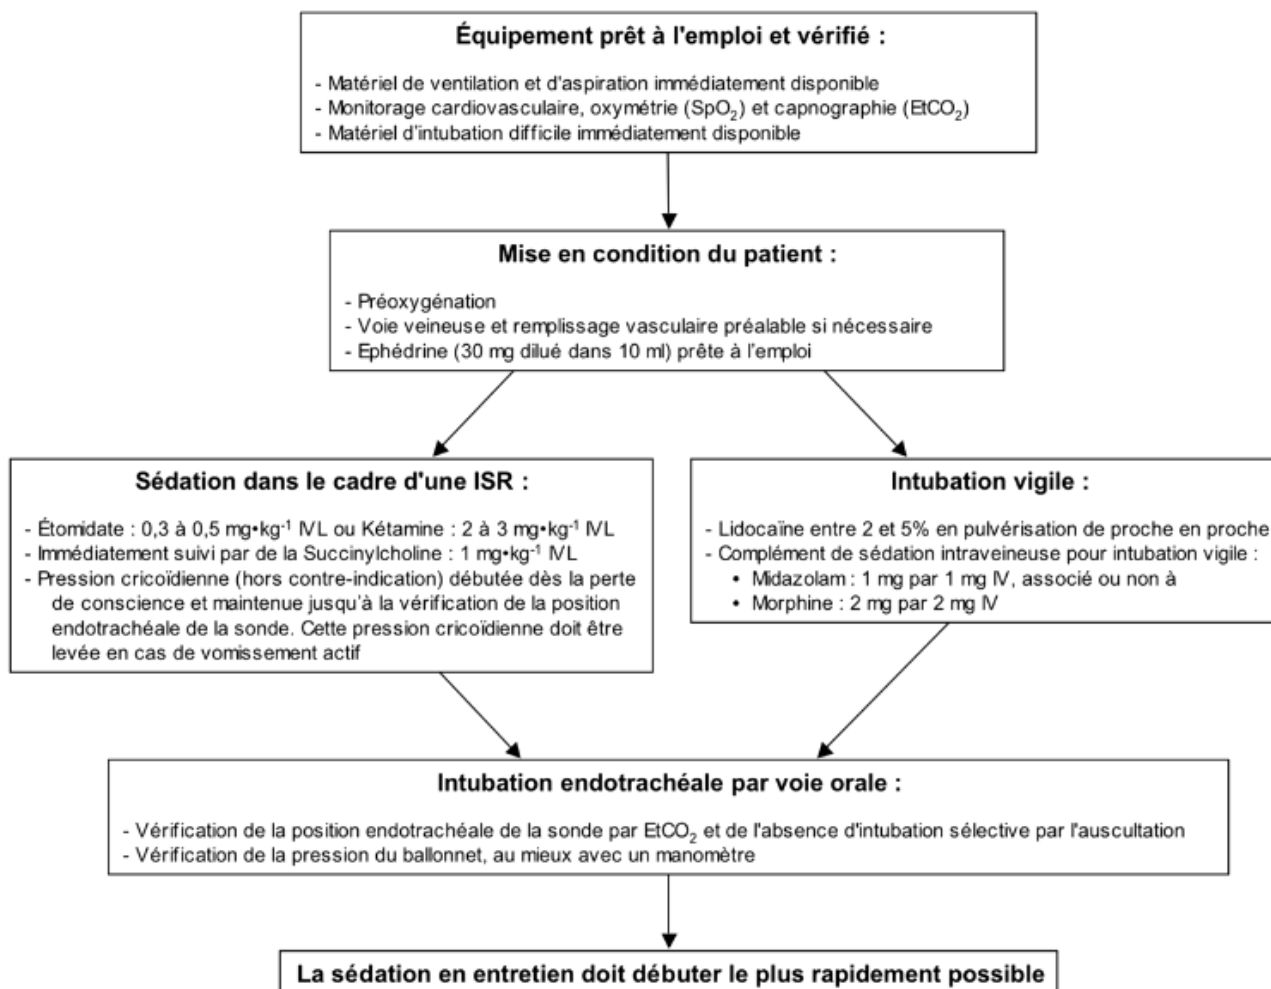 Équipement prêt à l'emploi et vérifié :
- Matériel de ventilation et d'aspiration immédiatement disponible
- Monitorage cardiovasculaire, oxymétrie (SpO₂) et capnographie (EtCO₂)
- Matériel d'intubation difficile immédiatement disponible
Mise en condition du patient :
- Préoxygénation
- Voie veineuse et remplissage vasculaire préalable si nécessaire
- Ephédrine (30 mg dilué dans 10 ml) prête à l'emploi
Sédation dans le cadre d'une ISR :
- Étomidate : 0,3 à 0,5 mg•kg⁻¹ IVL ou Kétamine : 2 à 3 mg•kg⁻¹ IVL
- Immédiatement suivi par de la Succinylcholine : 1 mg•kg⁻¹ IVL
- Pression cricoïdienne (hors contre-indication) débutée dès la perte
de conscience et maintenue jusqu'à la vérification de la position
endotrachéale de la sonde. Cette pression cricoïdienne doit être
levée en cas de vomissement actif
Intubation vigile :
- Lidocaïne entre 2 et 5% en pulvérisation de proche en proche
- Complément de sédation intraveineuse pour intubation vigile :
• Midazolam : 1 mg par 1 mg IV, associé ou non à
• Morphine : 2 mg par 2 mg IV
Intubation endotrachéale par voie orale :
- Vérification de la position endotrachéale de la sonde par EtCO₂ et de l'absence d'intubation sélective par l'auscultation
- Vérification de la pression du ballonnet, au mieux avec un manomètre
La sédation en entretien doit débuter le plus rapidement possible